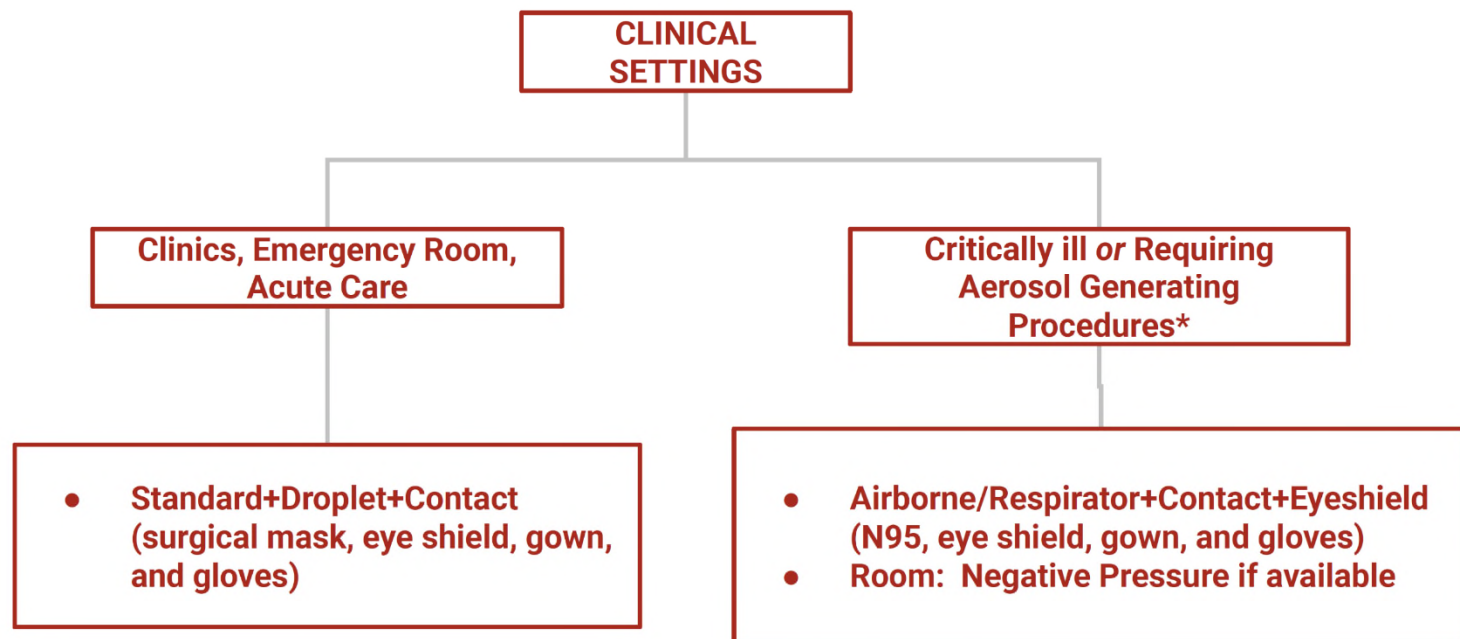 CLINICAL
SETTINGS
Clinics, Emergency Room,
Acute Care
Critically ill or Requiring
Aerosol Generating
Procedures*
● Standard+Droplet+Contact
(surgical mask, eye shield, gown,
and gloves)
● Airborne/Respirator+Contact+Eyeshield
(N95, eye shield, gown, and gloves)
● Room: Negative Pressure if available